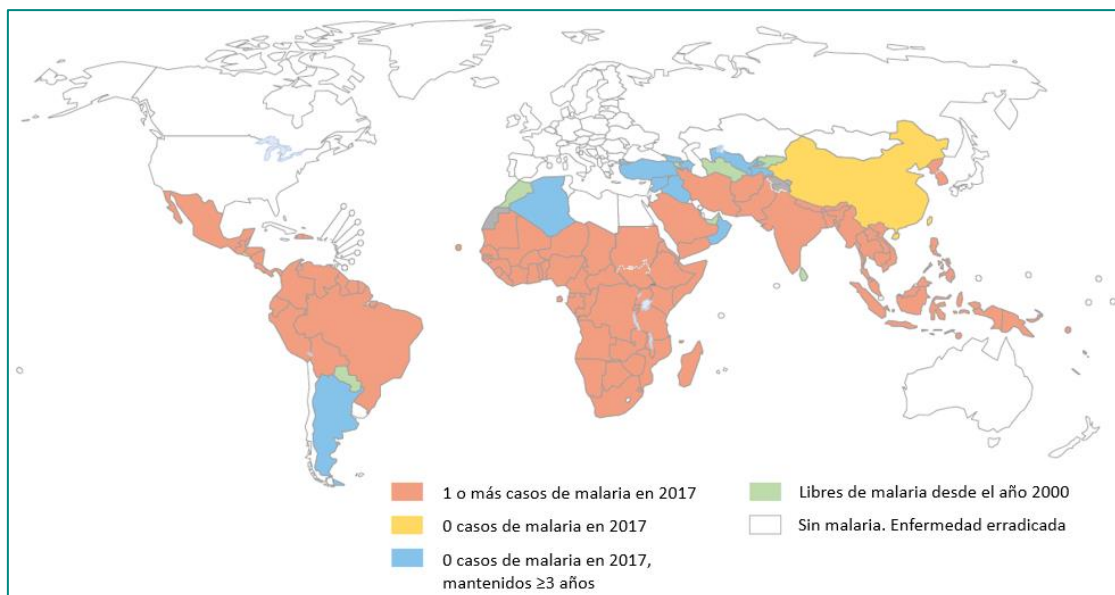 1 o más casos de malaria en 2017
0 casos de malaria en 2017
0 casos de malaria en 2017,
mantenidos ≥3 años
Libres de malaria desde el año 2000
Sin malaria. Enfermedad erradicada